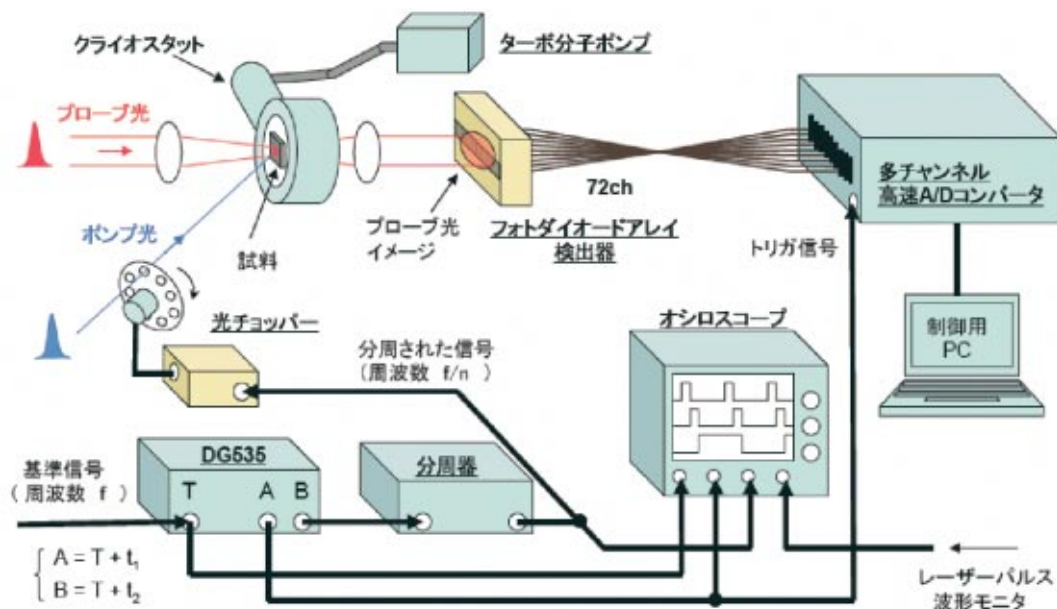 クライオスタット
ターボ分子ポンプ
プローブ光
ポンプ光
試料
プローブ光
イメージ
72ch
フォトダイオードアレイ
検出器
多チャンネル
高速A/Dコンバータ
トリガ信号
光チョッパー
オシロスコープ
制御用
PC
分周された信号
(周波数 f/n )
基準信号
( 周波数 f )
DG535
T A B
分周器
A = T + t₁
B = T + t₂
レーザーパルス
波形モニタ